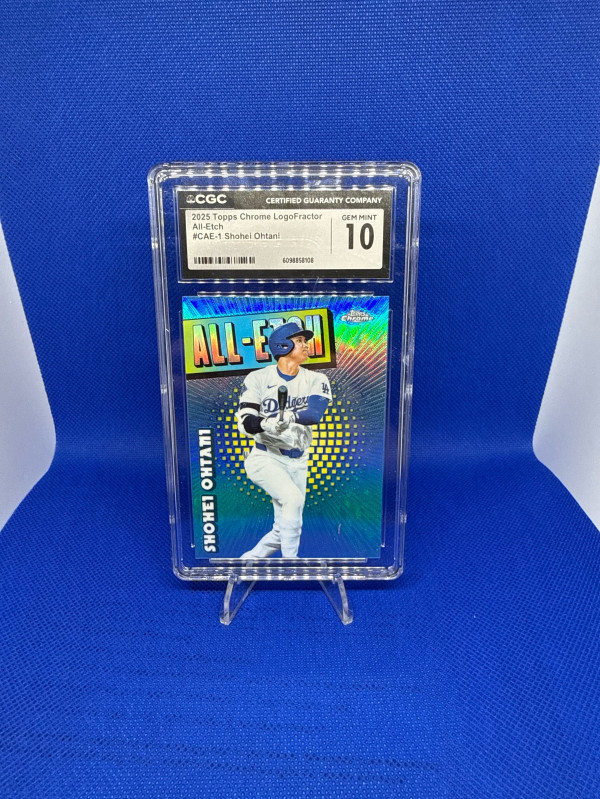 CGC CERTIFIED GUARANTY COMPANY
2025 Topps Chrome LogoFractor
All-Etch
#CAE-1 Shohei Ohtani
GEM MINT
10
6098858108
Topps
Chrome
ALL-ETCH
Dodgers
LA
SHOHEI OHTANI